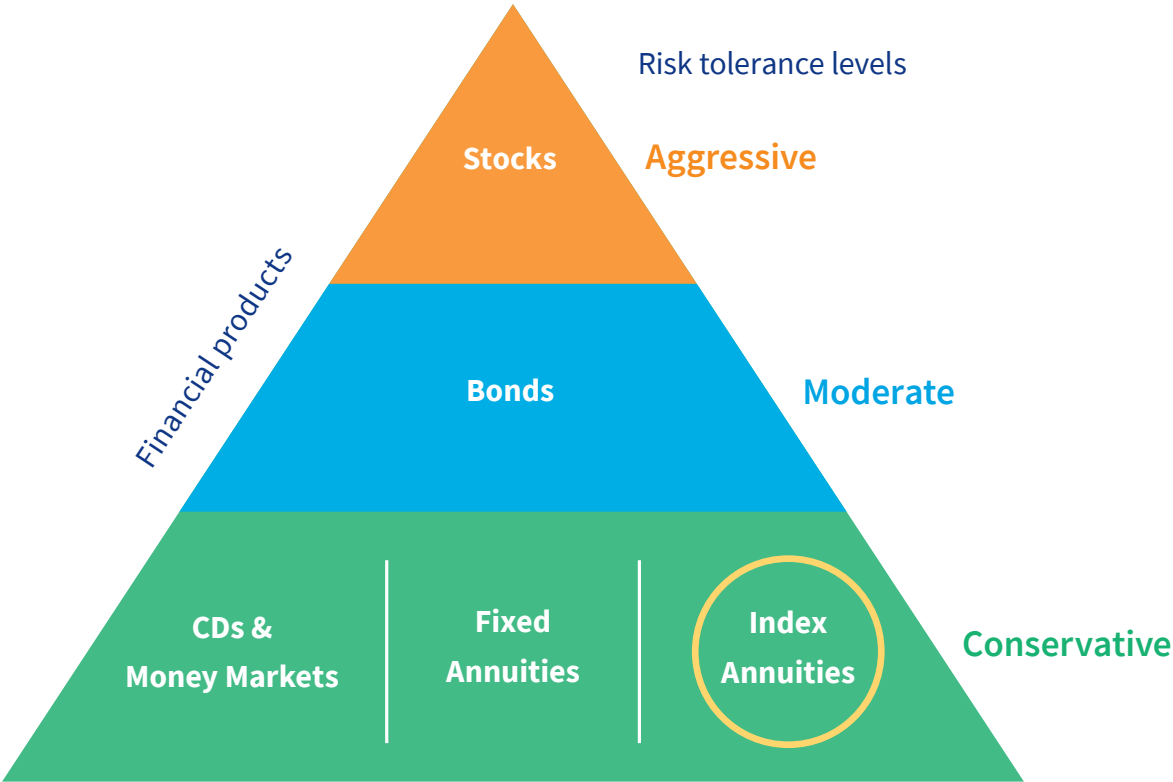 Risk tolerance levels
Stocks
Aggressive
Financial products
Bonds
Moderate
CDs &
Money Markets
Fixed
Annuities
Index
Annuities
Conservative